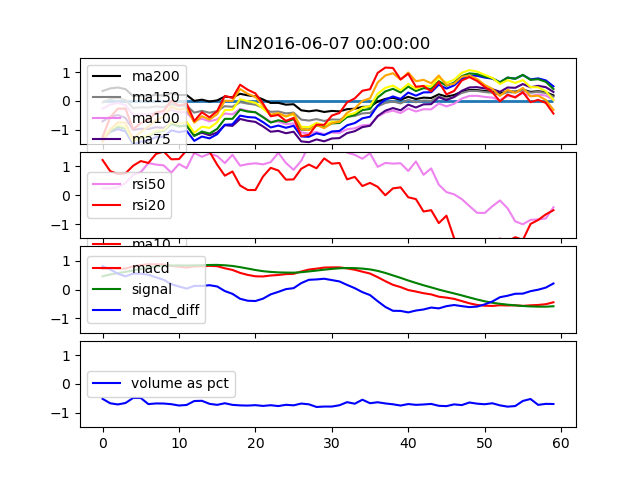 LIN2016-06-07 00:00:00
1
0
−1
ma200
ma150
ma100
ma75
1
0
−1
rsi50
rsi20
ma10
1
0
−1
macd
signal
macd_diff
1
0
−1
volume as pct
0 10 20 30 40 50 60